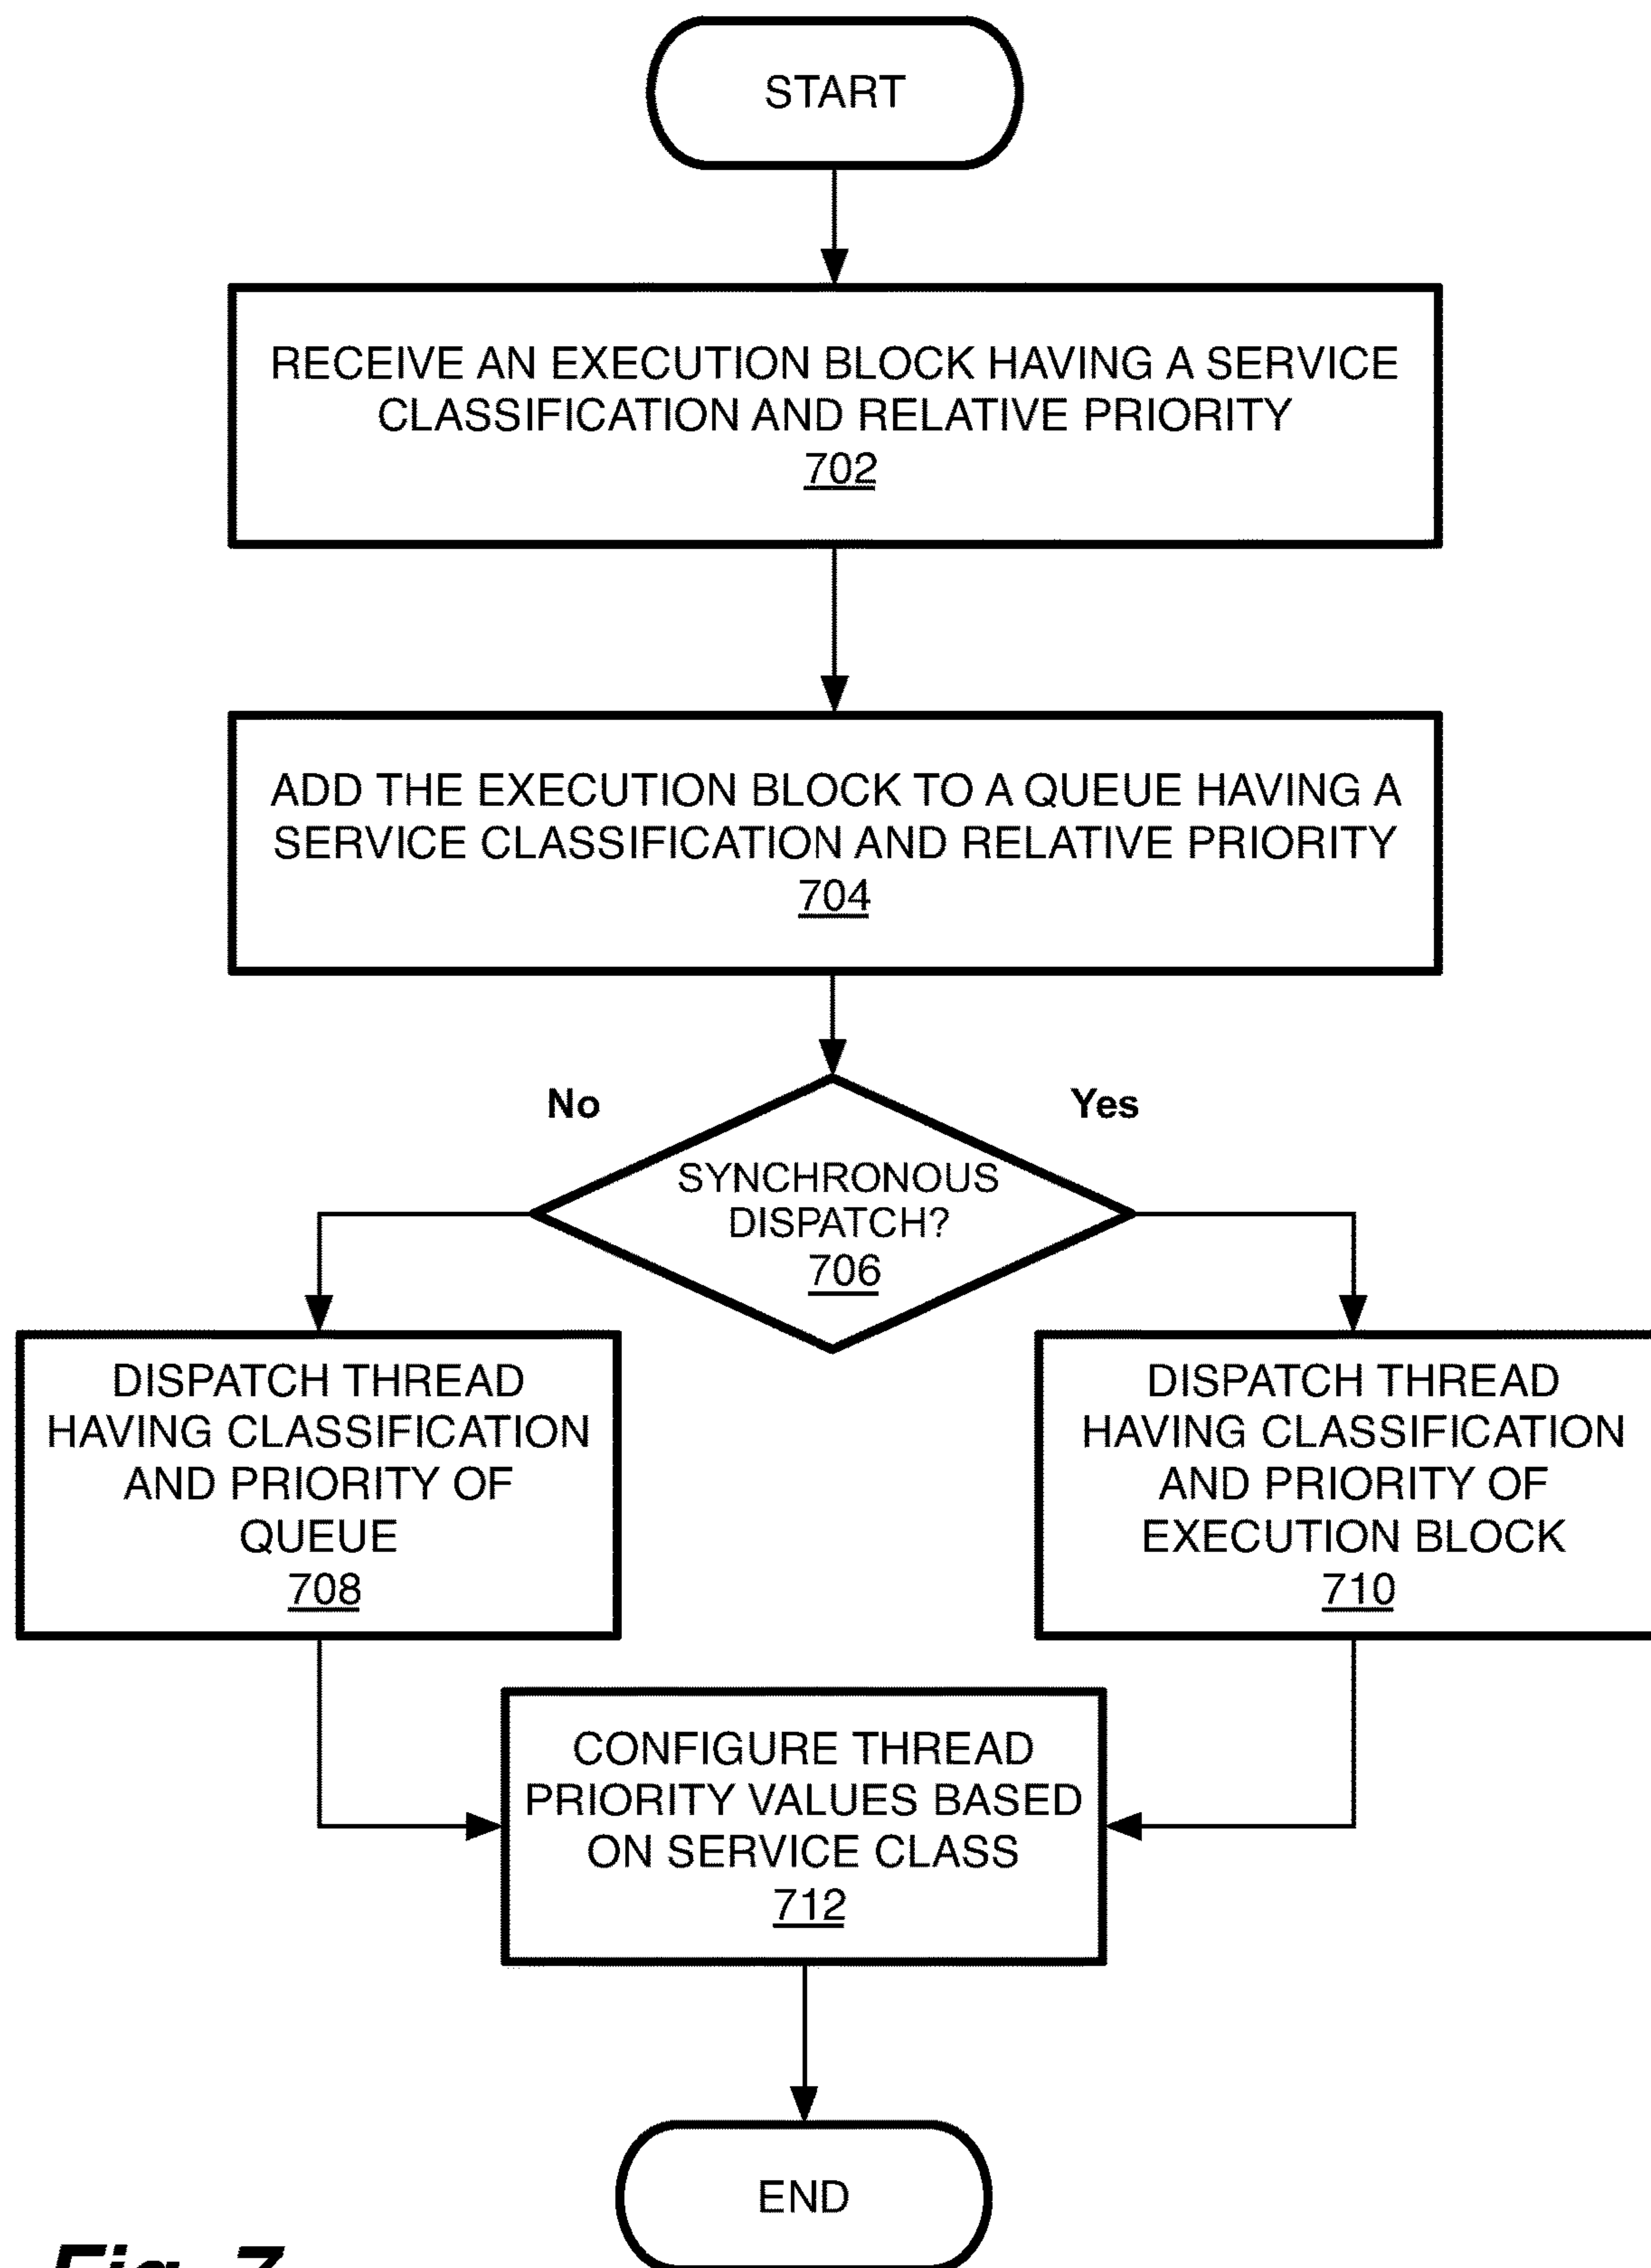 START
RECEIVE AN EXECUTION BLOCK HAVING A SERVICE
CLASSIFICATION AND RELATIVE PRIORITY
702
ADD THE EXECUTION BLOCK TO A QUEUE HAVING A
SERVICE CLASSIFICATION AND RELATIVE PRIORITY
704
No
Yes
SYNCHRONOUS
DISPATCH?
706
DISPATCH THREAD
HAVING CLASSIFICATION
AND PRIORITY OF
QUEUE
708
DISPATCH THREAD
HAVING CLASSIFICATION
AND PRIORITY OF
EXECUTION BLOCK
710
CONFIGURE THREAD
PRIORITY VALUES BASED
ON SERVICE CLASS
712
END
Fig. 7